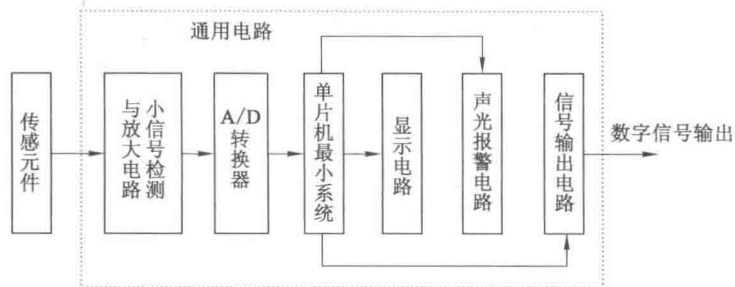 通用电路
传感元件
小信号检测
与放大电路
A/D
转换器
单片机最小系统
显示电路
声光报警电路
信号输出电路
数字信号输出